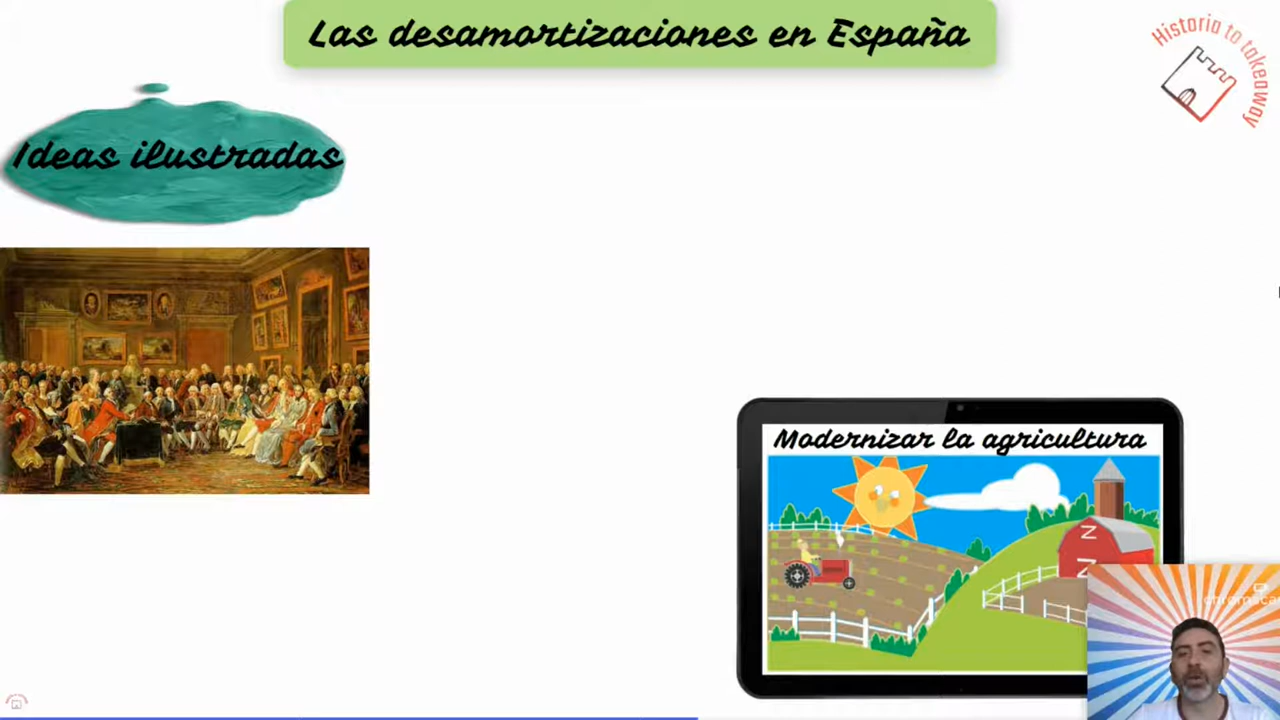 Las desamortizaciones en España
Historia to takeaway
Ideas ilustradas
Modernizar la agricultura